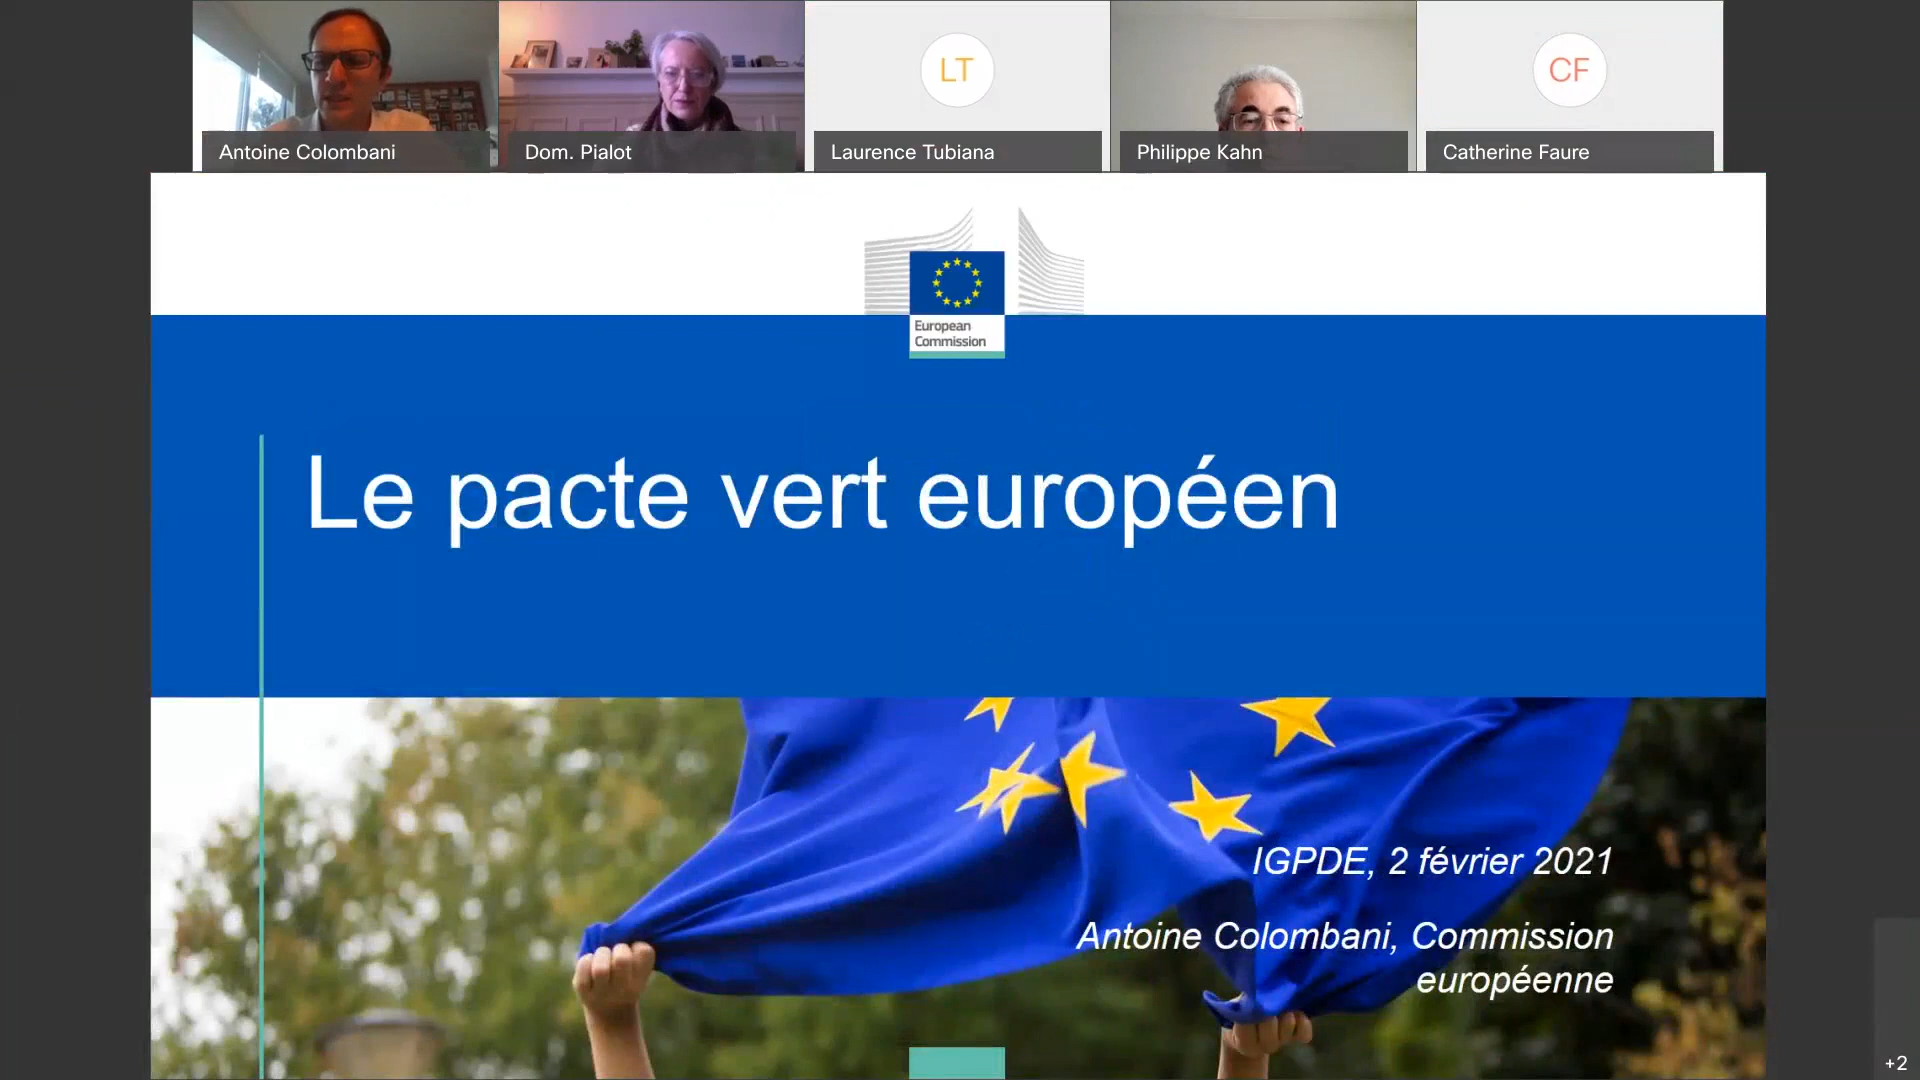 Antoine Colombani
Dom. Pialot
LT
Laurence Tubiana
Philippe Kahn
CF
Catherine Faure
European
Commission
Le pacte vert européen
IGPDE, 2 février 2021
Antoine Colombani, Commission
européenne
+2